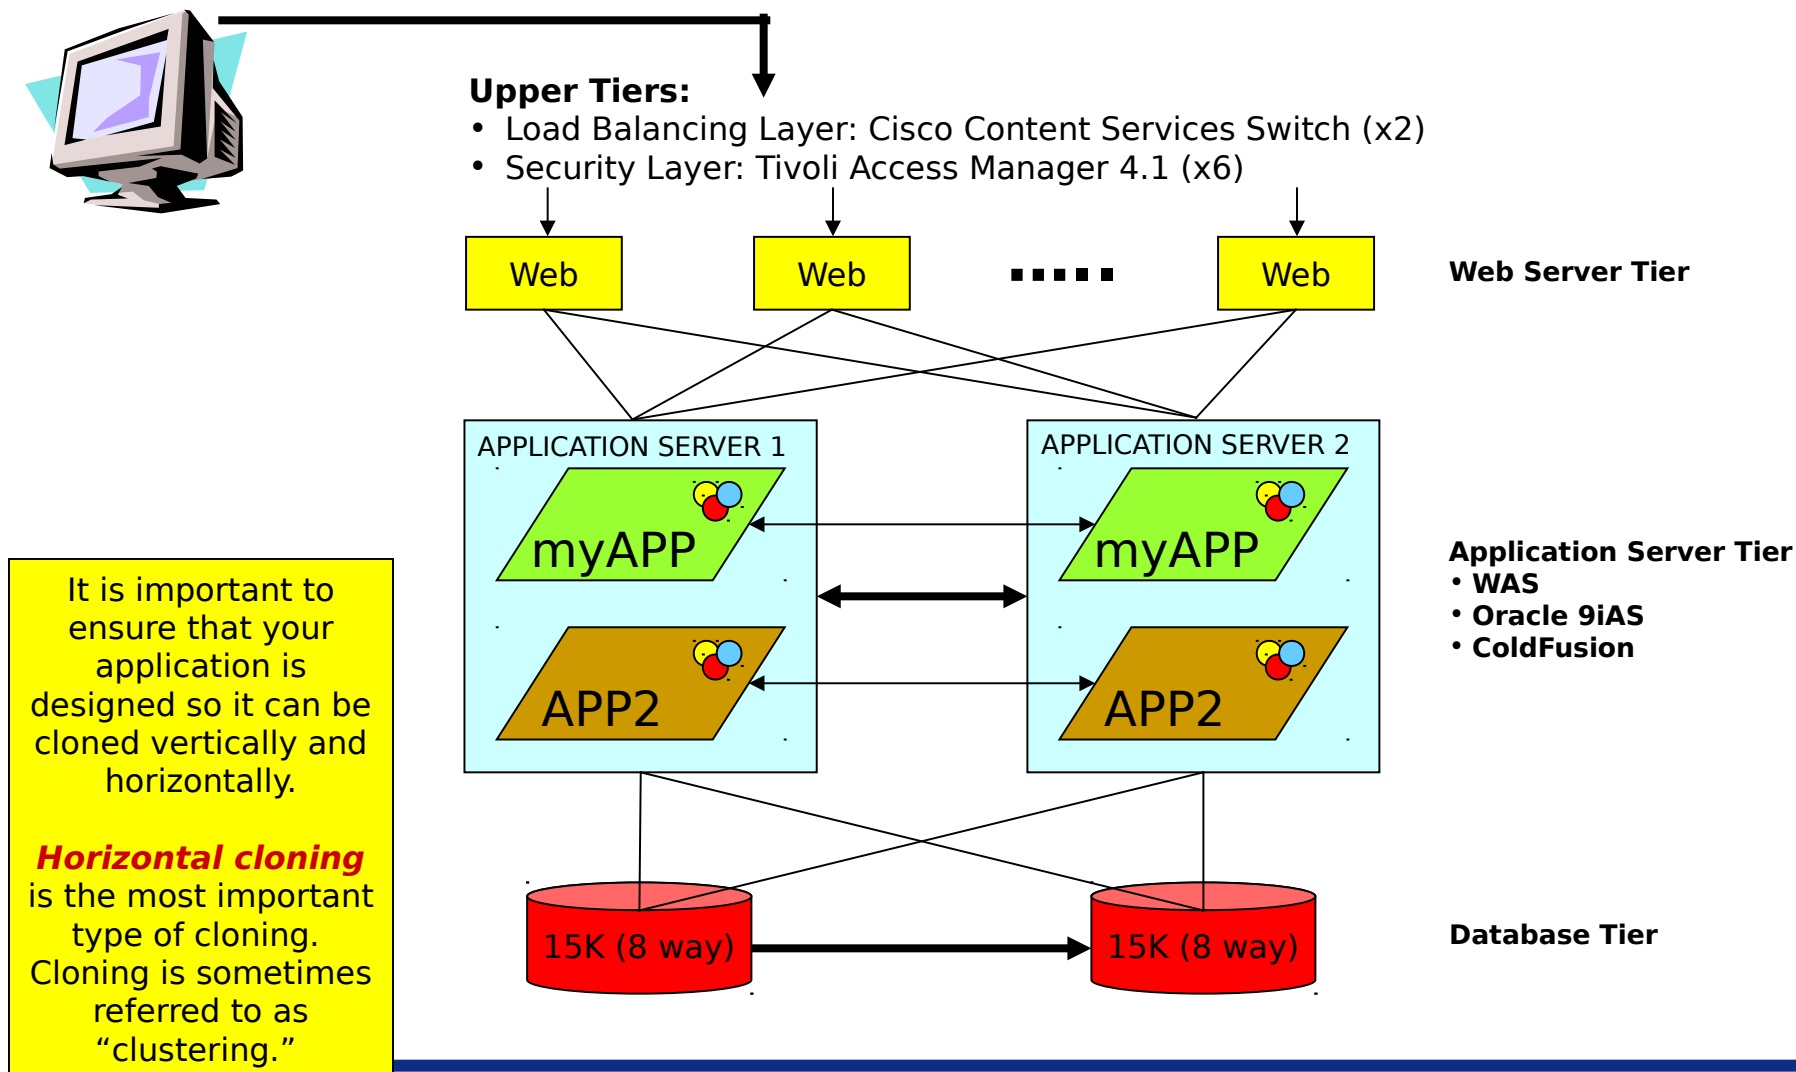 Upper Tiers:
• Load Balancing Layer: Cisco Content Services Switch (x2)
• Security Layer: Tivoli Access Manager 4.1 (x6)
Web
Web
Web
Web Server Tier
APPLICATION SERVER 1
myAPP
APP2
APPLICATION SERVER 2
myAPP
APP2
Application Server Tier
• WAS
• Oracle 9iAS
• ColdFusion
15K (8 way)
15K (8 way)
Database Tier
It is important to
ensure that your
application is
designed so it can be
cloned vertically and
horizontally.
Horizontal cloning
is the most important
type of cloning.
Cloning is sometimes
referred to as
“clustering.”